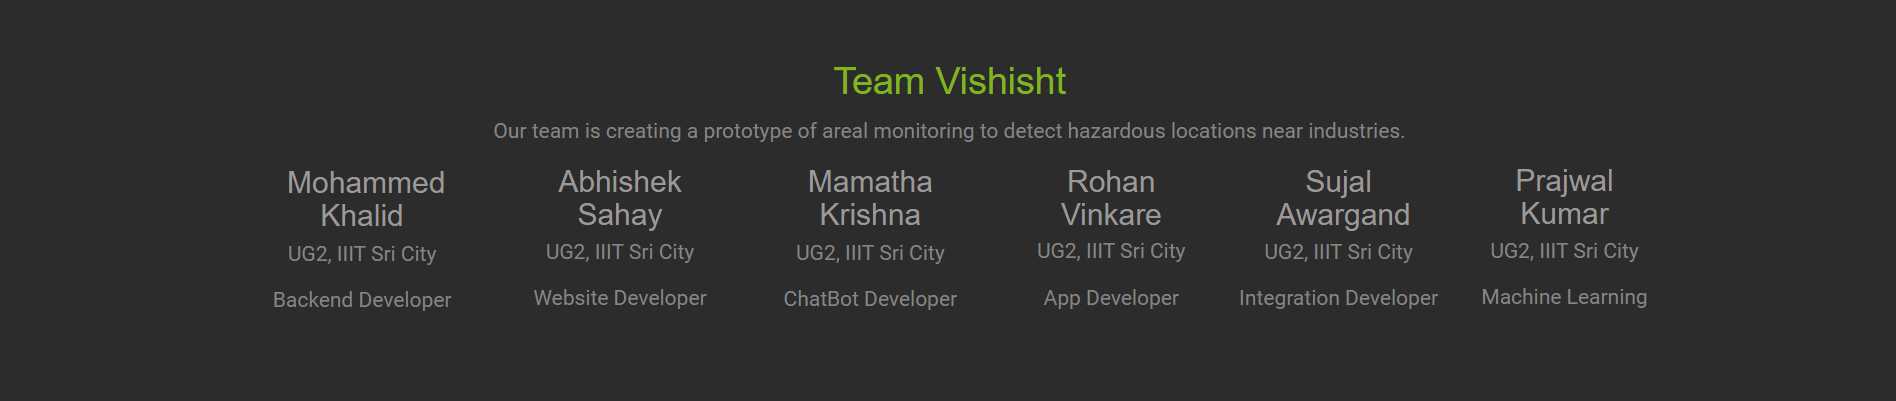 Team Vishisht
Our team is creating a prototype of areal monitoring to detect hazardous locations near industries.
Mohammed
Khalid
UG2, IIIT Sri City
Backend Developer
Abhishek
Sahay
UG2, IIIT Sri City
Website Developer
Mamatha
Krishna
UG2, IIIT Sri City
ChatBot Developer
Rohan
Vinkare
UG2, IIIT Sri City
App Developer
Sujal
Awargand
UG2, IIIT Sri City
Integration Developer
Prajwal
Kumar
UG2, IIIT Sri City
Machine Learning